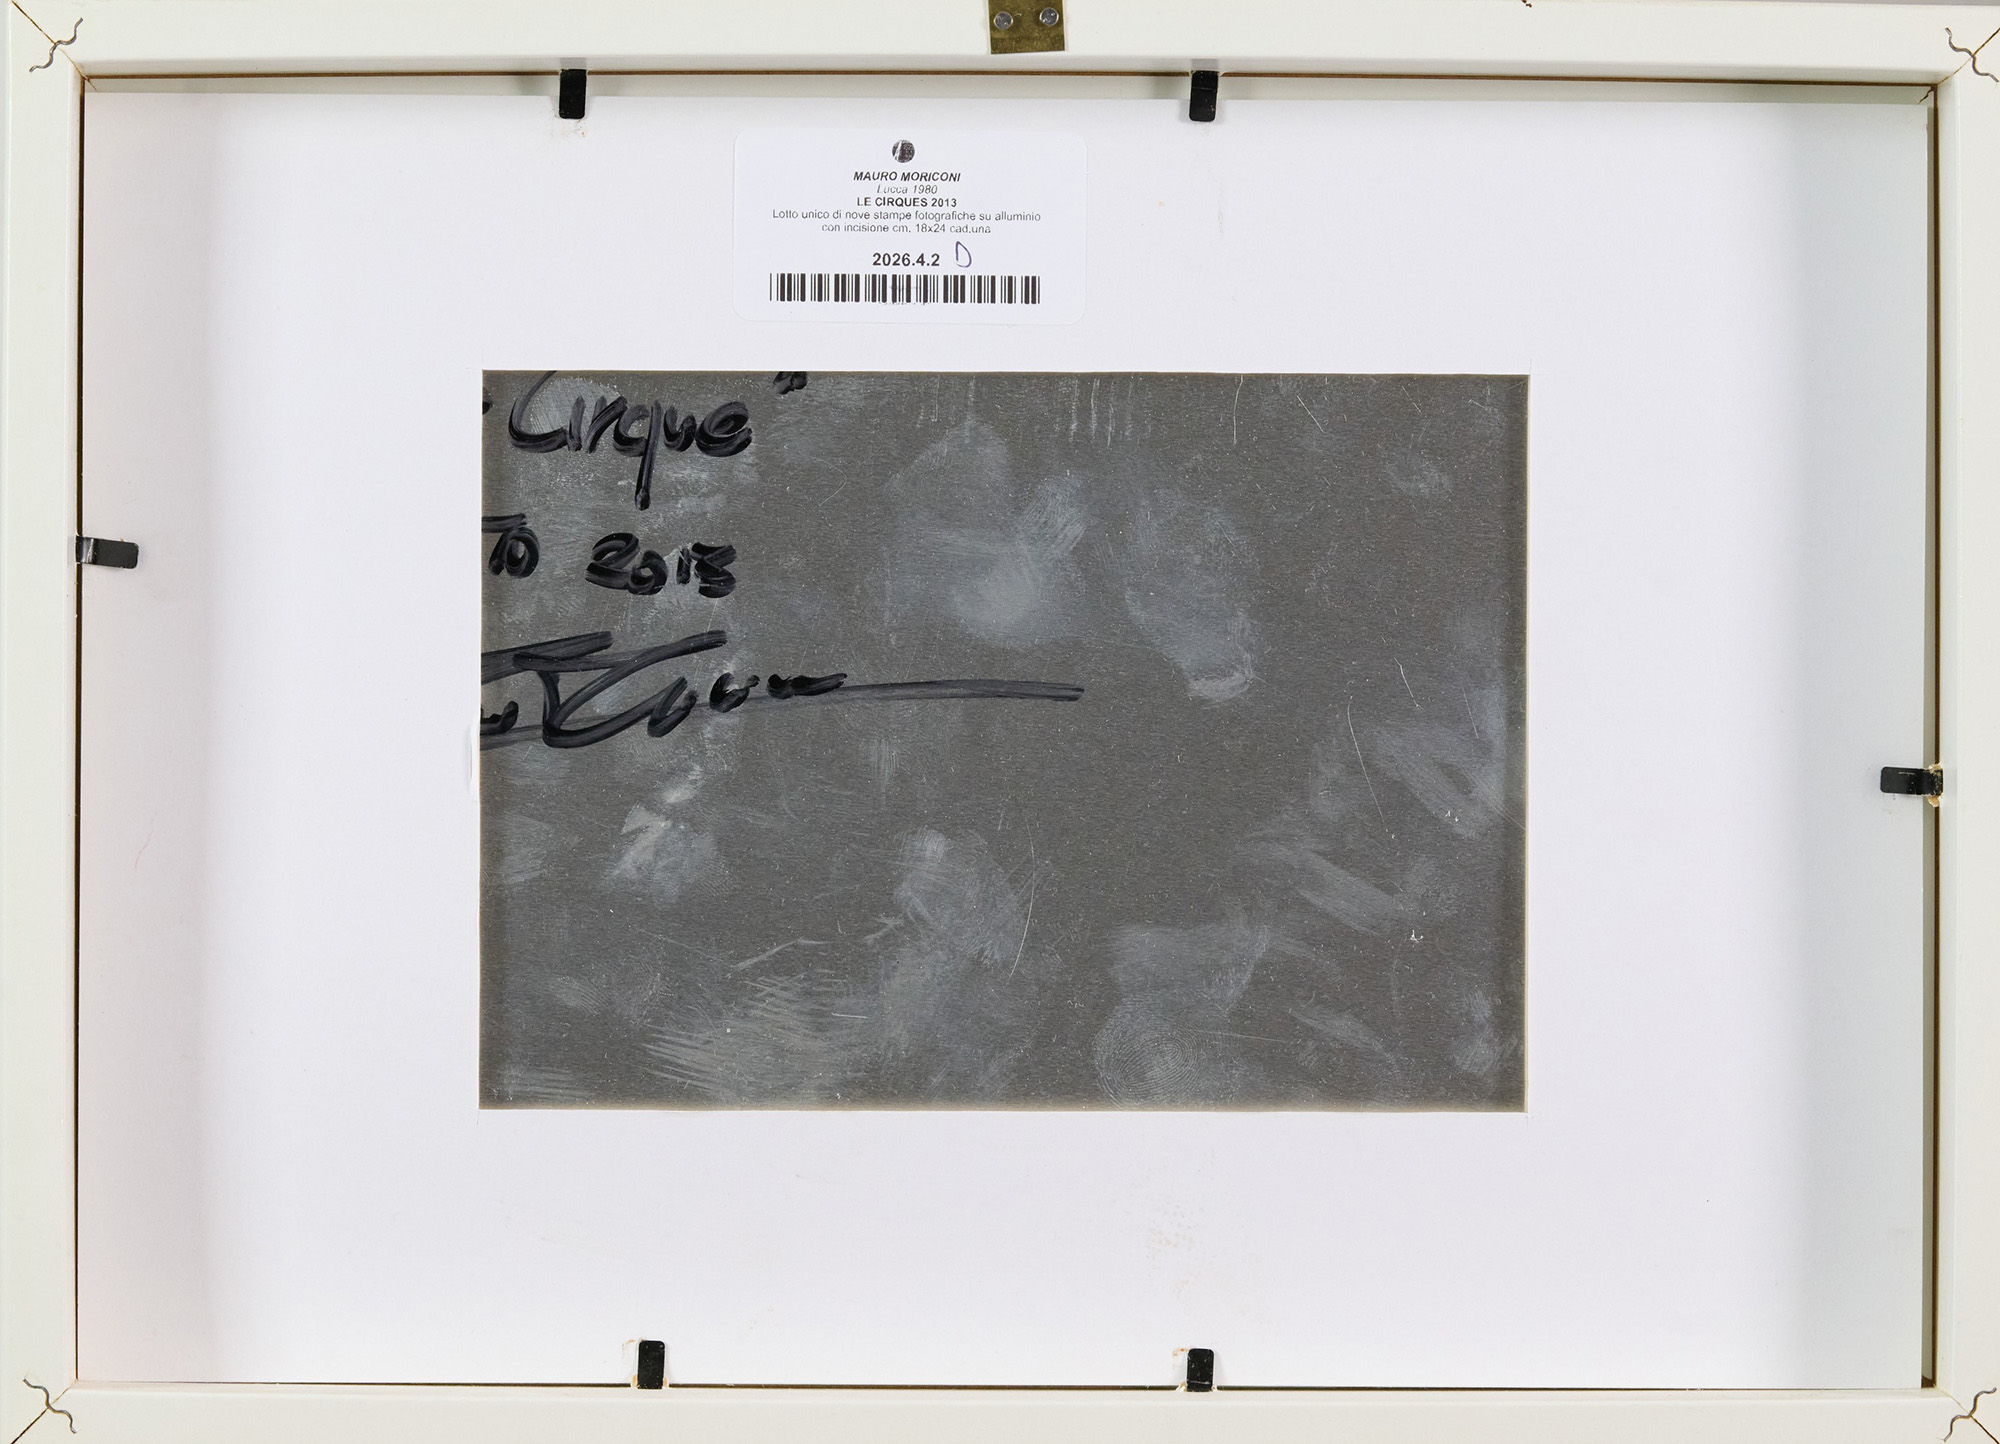 MAURO MORICONI
Lucca 1980
LE CIRQUES 2013
Lotto unico di nove stampe fotografiche su alluminio
con incisione cm. 18x24 cad.una
2026.4.2 D
Cirque"
TO 2013